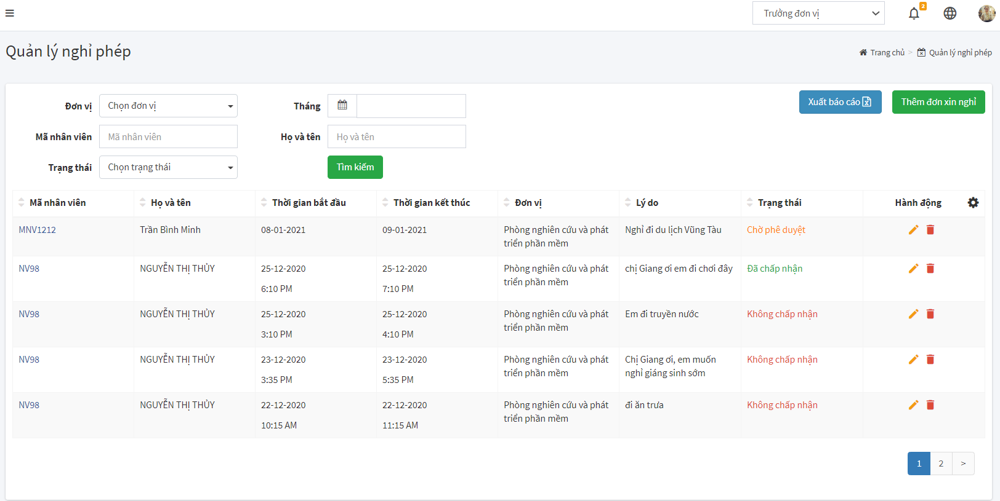 Trưởng đơn vị
2
Quản lý nghỉ phép
Trang chủ > Quản lý nghỉ phép
Đơn vị Chọn đơn vị Tháng Xuất báo cáo Thêm đơn xin nghỉ
Mã nhân viên Mã nhân viên Họ và tên Họ và tên
Trạng thái Chọn trạng thái Tìm kiếm
Mã nhân viên Họ và tên Thời gian bắt đầu Thời gian kết thúc Đơn vị Lý do Trạng thái Hành động
MNV1212 Trần Bình Minh 08-01-2021 09-01-2021 Phòng nghiên cứu và phát Nghỉ đi du lịch Vũng Tàu Chờ phê duyệt
triển phần mềm
NV98 NGUYỄN THỊ THỦY 25-12-2020 25-12-2020 Phòng nghiên cứu và phát chị Giang ơi em đi chơi đây Đã chấp nhận
triển phần mềm
6:10 PM 7:10 PM
NV98 NGUYỄN THỊ THỦY 25-12-2020 25-12-2020 Phòng nghiên cứu và phát Em đi truyền nước Không chấp nhận
triển phần mềm
3:10 PM 4:10 PM
NV98 NGUYỄN THỊ THỦY 23-12-2020 23-12-2020 Phòng nghiên cứu và phát Chị Giang ơi, em muốn Không chấp nhận
triển phần mềm nghỉ giáng sinh sớm
3:35 PM 5:35 PM
NV98 NGUYỄN THỊ THỦY 22-12-2020 22-12-2020 Phòng nghiên cứu và phát đi ăn trưa Không chấp nhận
triển phần mềm
10:15 AM 11:15 AM
1 2 >